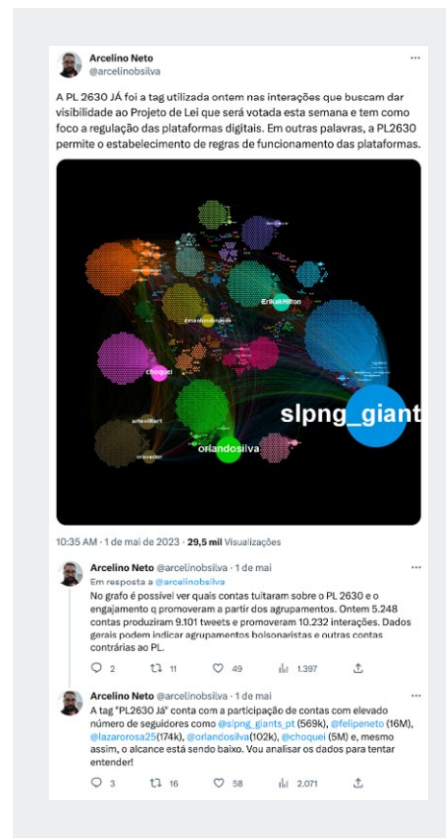 Arcelino Neto
@arcelinobsilva
A PL 2630 JÁ foi a tag utilizada ontem nas interações que buscam dar
visibilidade ao Projeto de Lei que será votada esta semana e tem como
foco a regulação das plataformas digitais. Em outras palavras, a PL2630
permite o estabelecimento de regras de funcionamento das plataformas.
ErikakHilton
choquei
slpng_giant
orlandosilva
10:35 AM · 1 de mai de 2023 · 29,5 mil Visualizações
Arcelino Neto @arcelinobsilva · 1 de mai
Em resposta a @arcelinobsilva
No grafo é possível ver quais contas tuitaram sobre o PL 2630 e o
engajamento q promoveram a partir dos agrupamentos. Ontem 5.248
contas produziram 9.101 tweets e promoveram 10.232 interações. Dados
gerais podem indicar agrupamentos bolsonaristas e outras contas
contrárias ao PL.
2 11 49 1.397
Arcelino Neto @arcelinobsilva · 1 de mai
A tag "PL2630 Já" conta com a participação de contas com elevado
número de seguidores como @slpng_giants_pt (569k), @felipeneto (16M),
@lazarorosa25(174k), @orlandosilva(102k), @choquei (5M) e, mesmo
assim, o alcance está sendo baixo. Vou analisar os dados para tentar
entender!
3 16 58 2.071